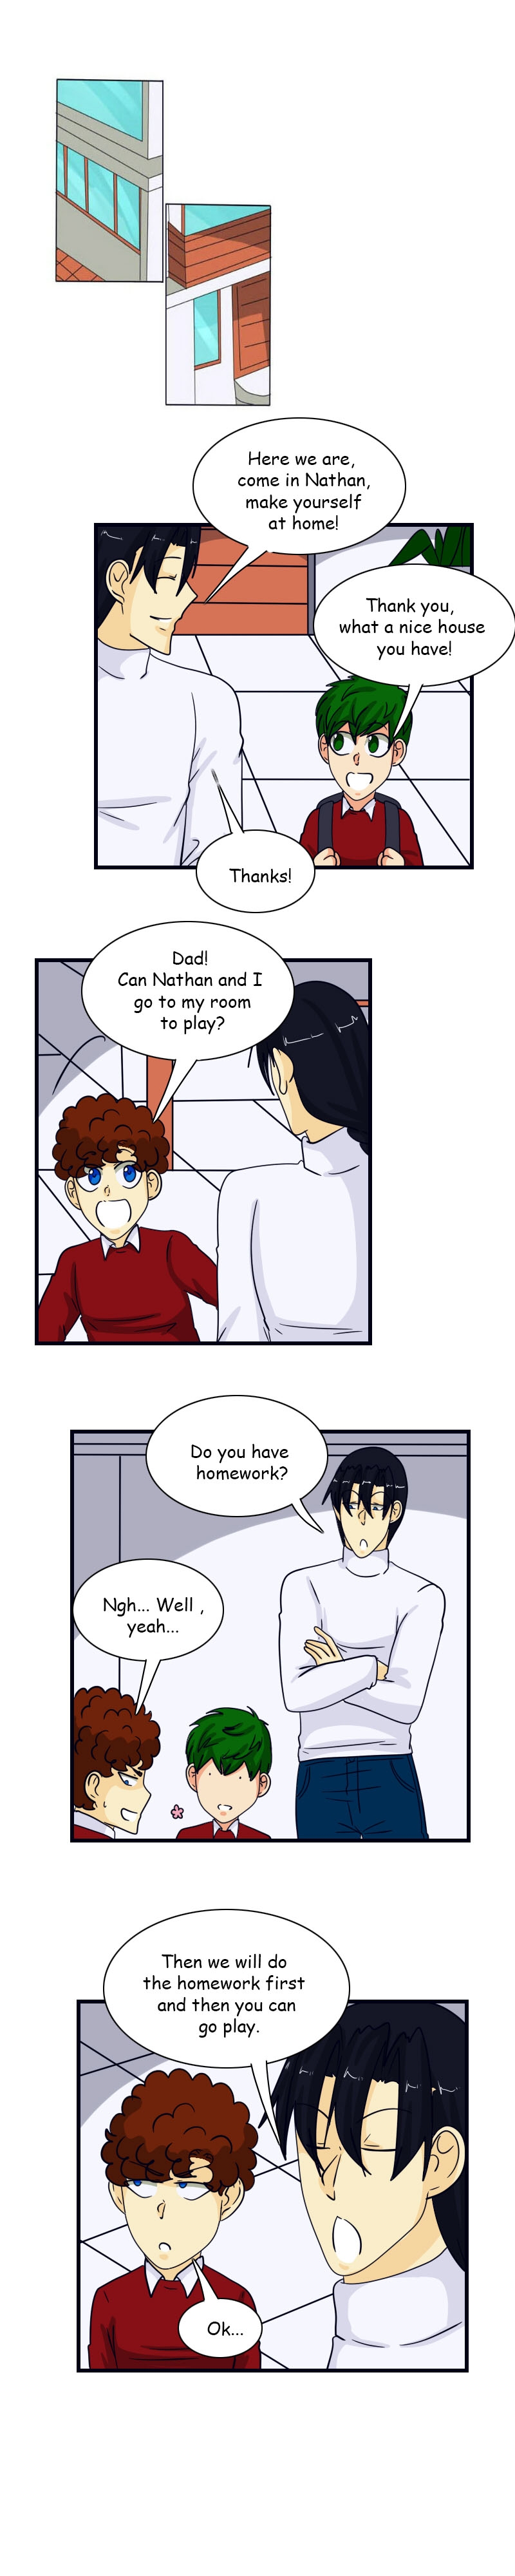 Here we are,
come in Nathan,
make yourself
at home!
Thank you,
what a nice house
you have!
Thanks!
Dad!
Can Nathan and I
go to my room
to play?
Do you have
homework?
Ngh... Well ,
yeah...
Then we will do
the homework first
and then you can
go play.
Ok...